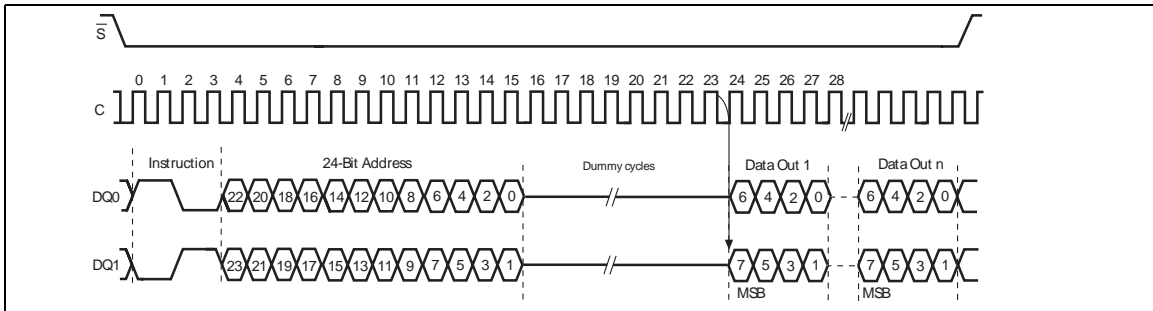 S
0 1 2 3 4 5 6 7 8 9 10 11 12 13 14 15 16 17 18 19 20 21 22 23 24 25 26 27 28
C
Instruction 24-Bit Address Dummy cycles Data Out 1 Data Out n
DQ0 22 20 18 16 14 12 10 8 6 4 2 0 6 4 2 0 6 4 2 0
DQ1 23 21 19 17 15 13 11 9 7 5 3 1 7 5 3 1 7 5 3 1
MSB MSB